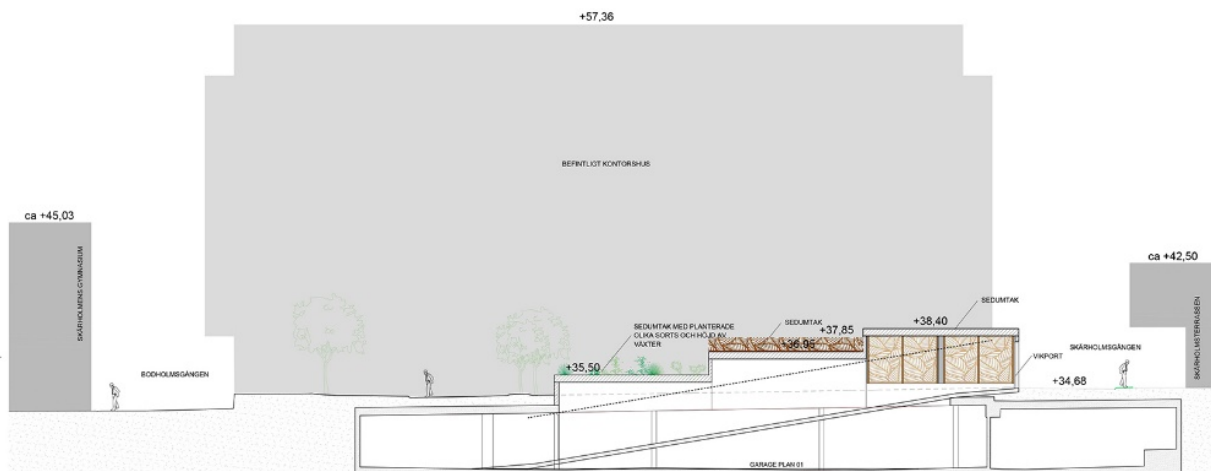 +57,36
BEFINTLIGT KONTORSHUS
ca +45,03
SKÄRHOLMENS GYMNASIUM
ca +42,50
SKÄRHOLMSTERRASEEN
SEDUMTAK
SEDUMTAK MED PLANTERADE
OLIKA SORTS OCH HÖJD AV
VÄXTER
SEDUMTAK
+38,40
+37,85
+36,95
SKÄRHOLMSGÅNGEN
VIKPORT
+35,50
BODHOLMSGÅNGEN
+34,68
GARAGE PLAN 01